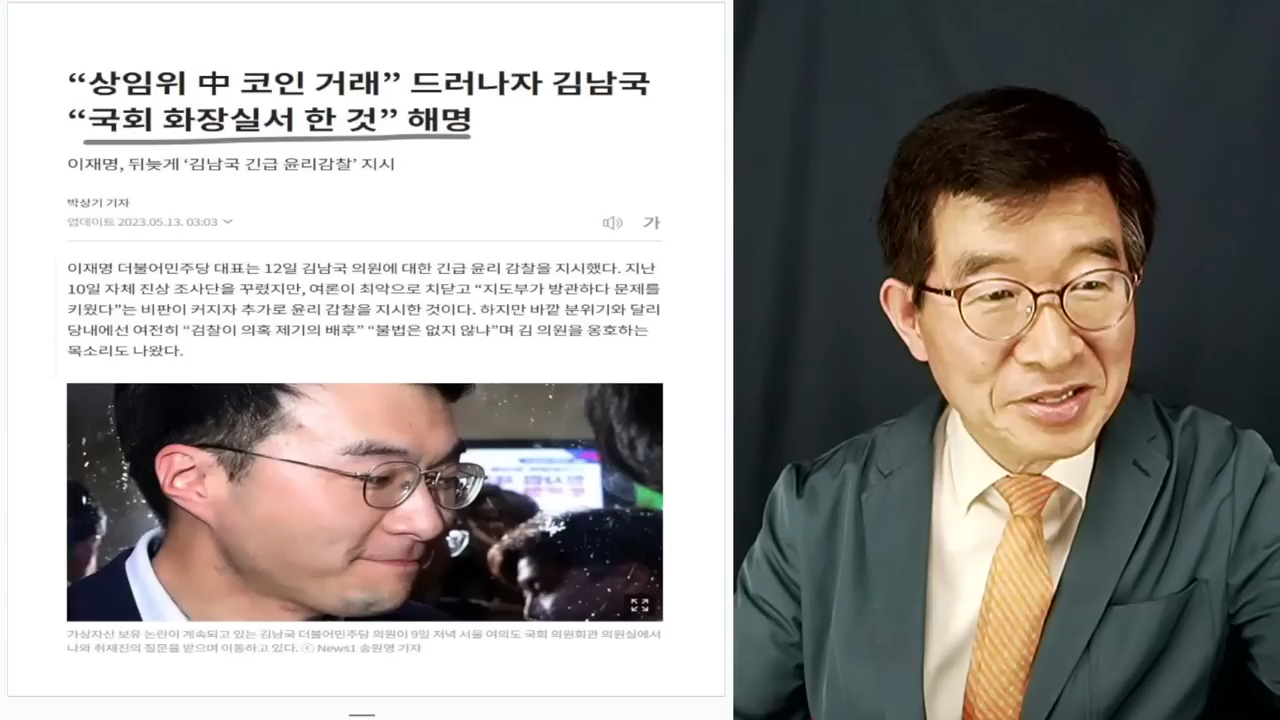 “상임위 中 코인 거래” 드러나자 김남국
“국회 화장실서 한 것” 해명
이재명, 뒤늦게 ‘김남국 긴급 윤리감찰’ 지시
박상기 기자
업데이트 2023.05.13. 03:03
가
이재명 더불어민주당 대표는 12일 김남국 의원에 대한 긴급 윤리 감찰을 지시했다. 지난
10일 자체 진상 조사단을 꾸렸지만, 여론이 최악으로 치닫고 “지도부가 방관하다 문제를
키웠다”는 비판이 커지자 추가로 윤리 감찰을 지시한 것이다. 하지만 바깥 분위기와 달리
당내에선 여전히 “검찰이 의혹 제기의 배후” “불법은 없지 않냐”며 김 의원을 옹호하는
목소리도 나왔다.
가상자산 보유 논란이 계속되고 있는 김남국 더불어민주당 의원이 9일 저녁 서울 여의도 국회 의원회관 의원실에서
나와 취재진의 질문을 받으며 이동하고 있다. ⓒ News1 송원영 기자